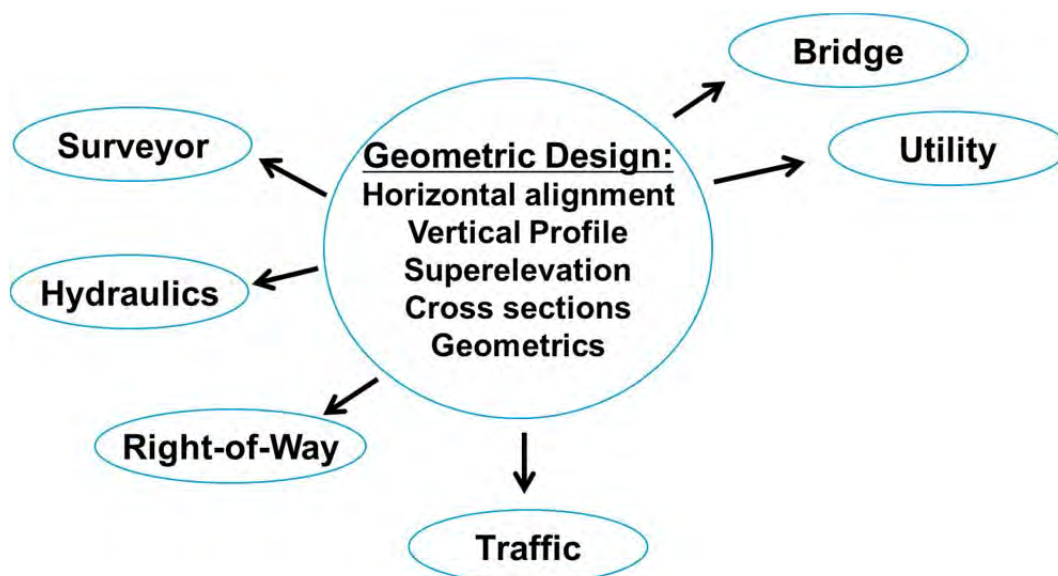 Bridge
Surveyor
Utility
Geometric Design:
Horizontal alignment
Vertical Profile
Superelevation
Cross sections
Geometrics
Hydraulics
Right-of-Way
Traffic